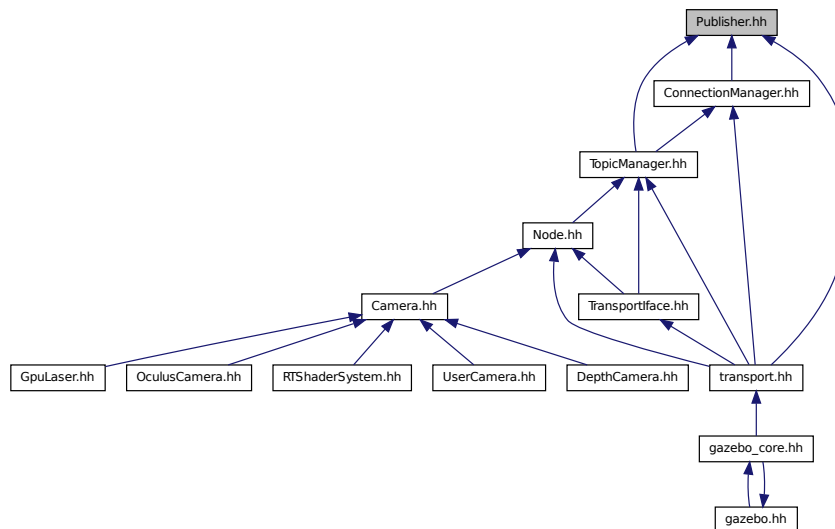 Publisher.hh
ConnectionManager.hh
TopicManager.hh
Node.hh
Camera.hh
TransportIface.hh
GpuLaser.hh
OculusCamera.hh
RTShaderSystem.hh
UserCamera.hh
DepthCamera.hh
transport.hh
gazebo_core.hh
gazebo.hh